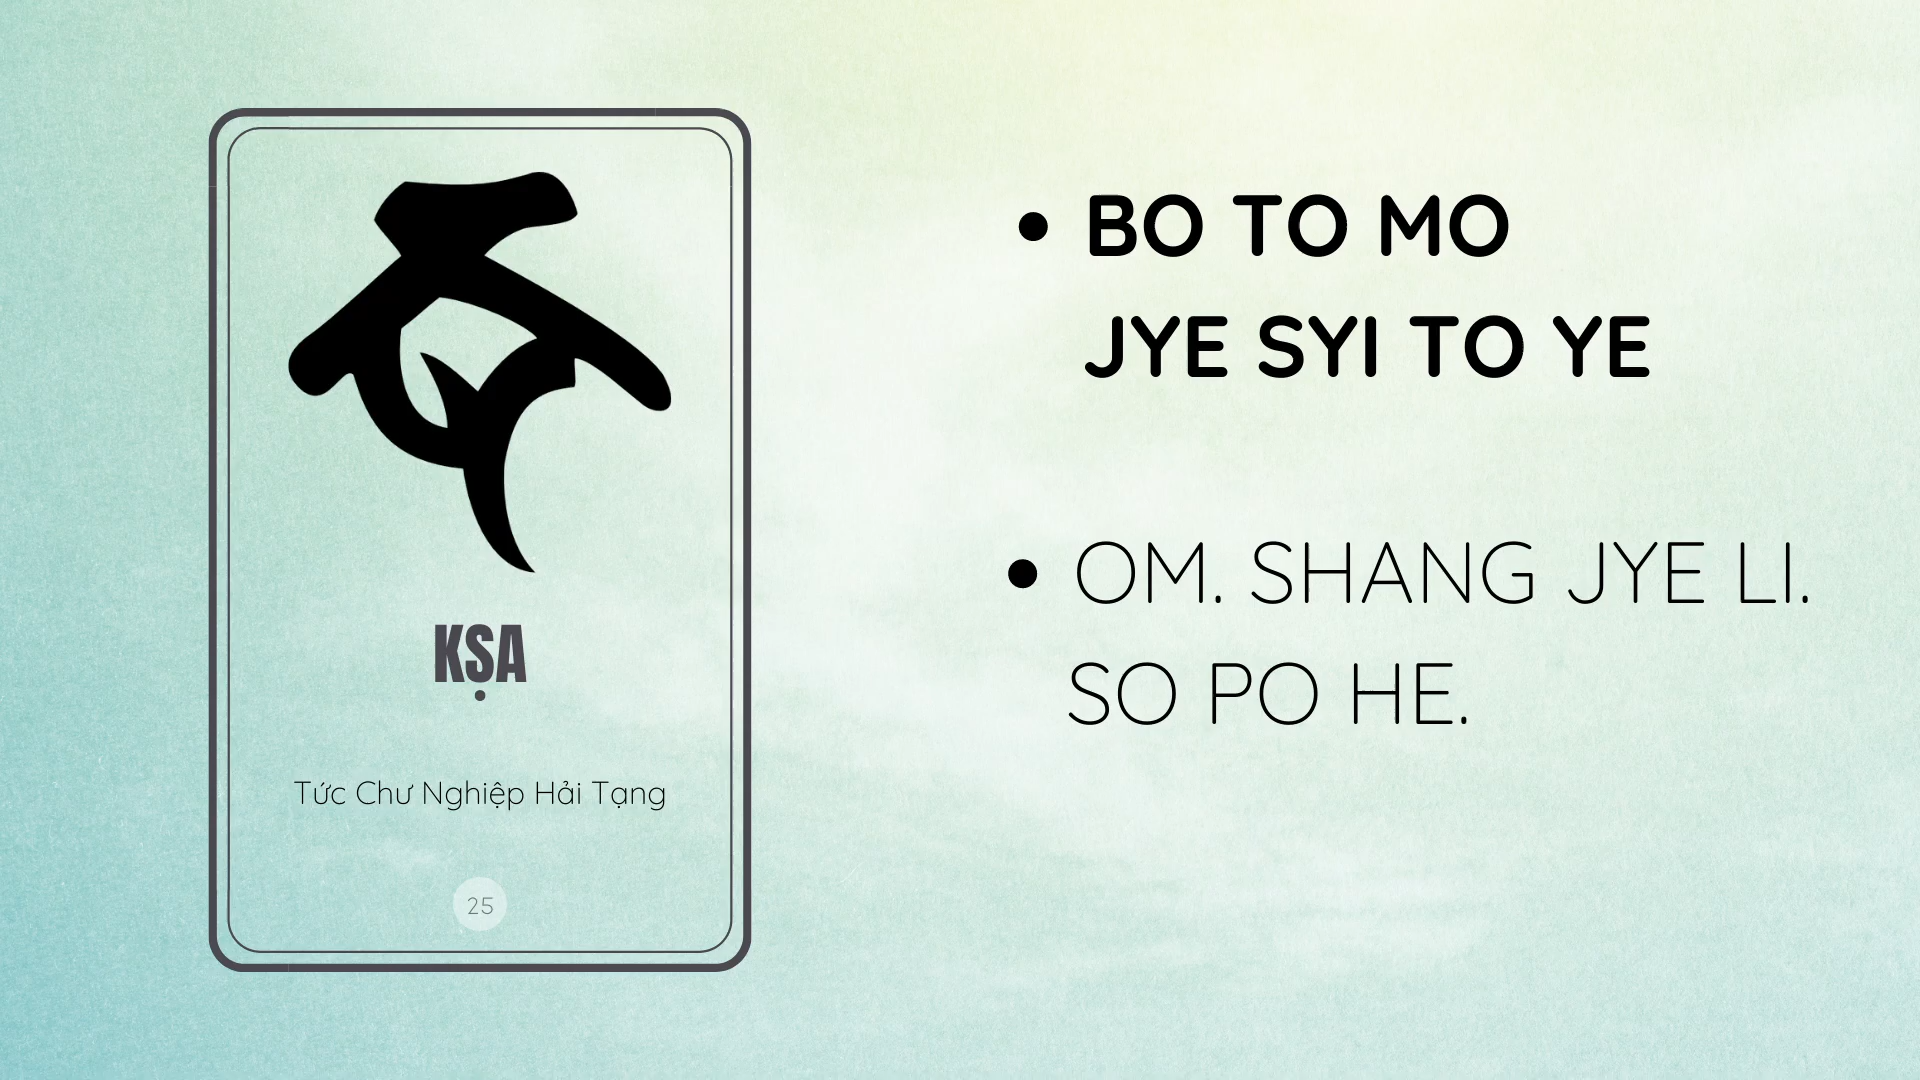 KṢA
Tức Chư Nghiệp Hải Tạng
25
• BO TO MO
JYE SYI TO YE
• OM. SHANG JYE LI.
SO PO HE.